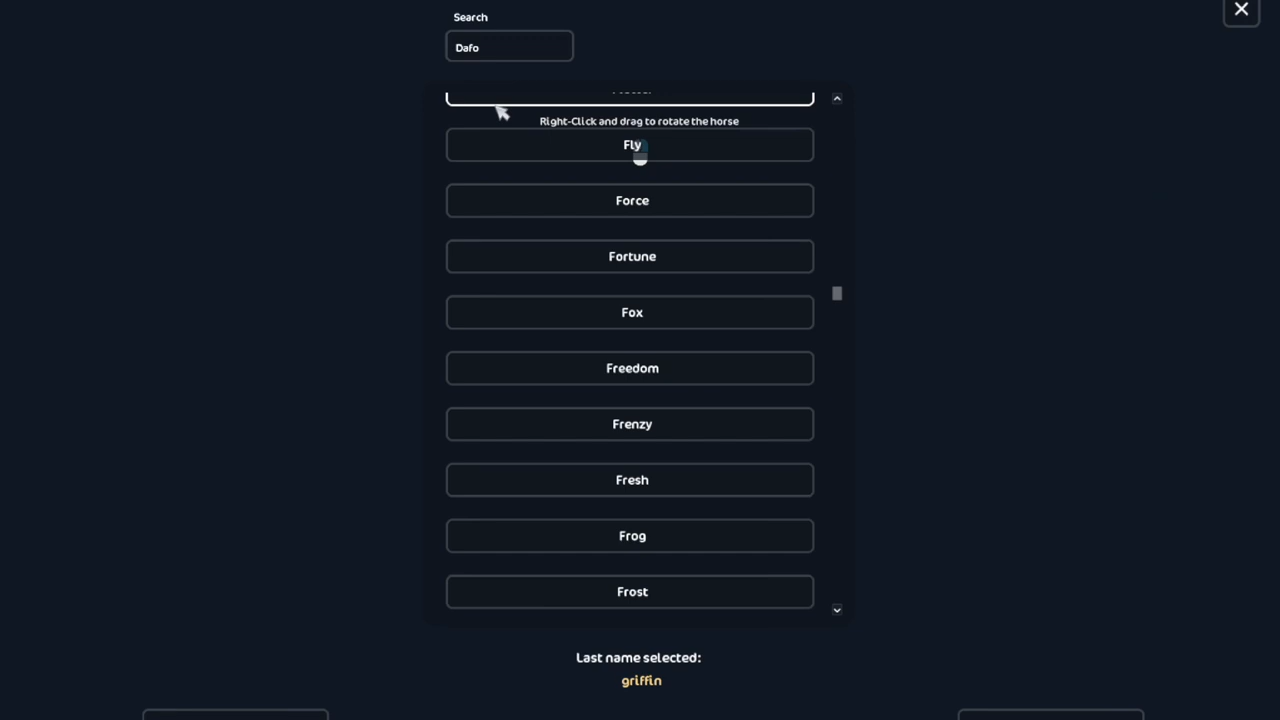 Search
Dafo
Right-Click and drag to rotate the horse
Fly
Force
Fortune
Fox
Freedom
Frenzy
Fresh
Frog
Frost
Last name selected:
griffin